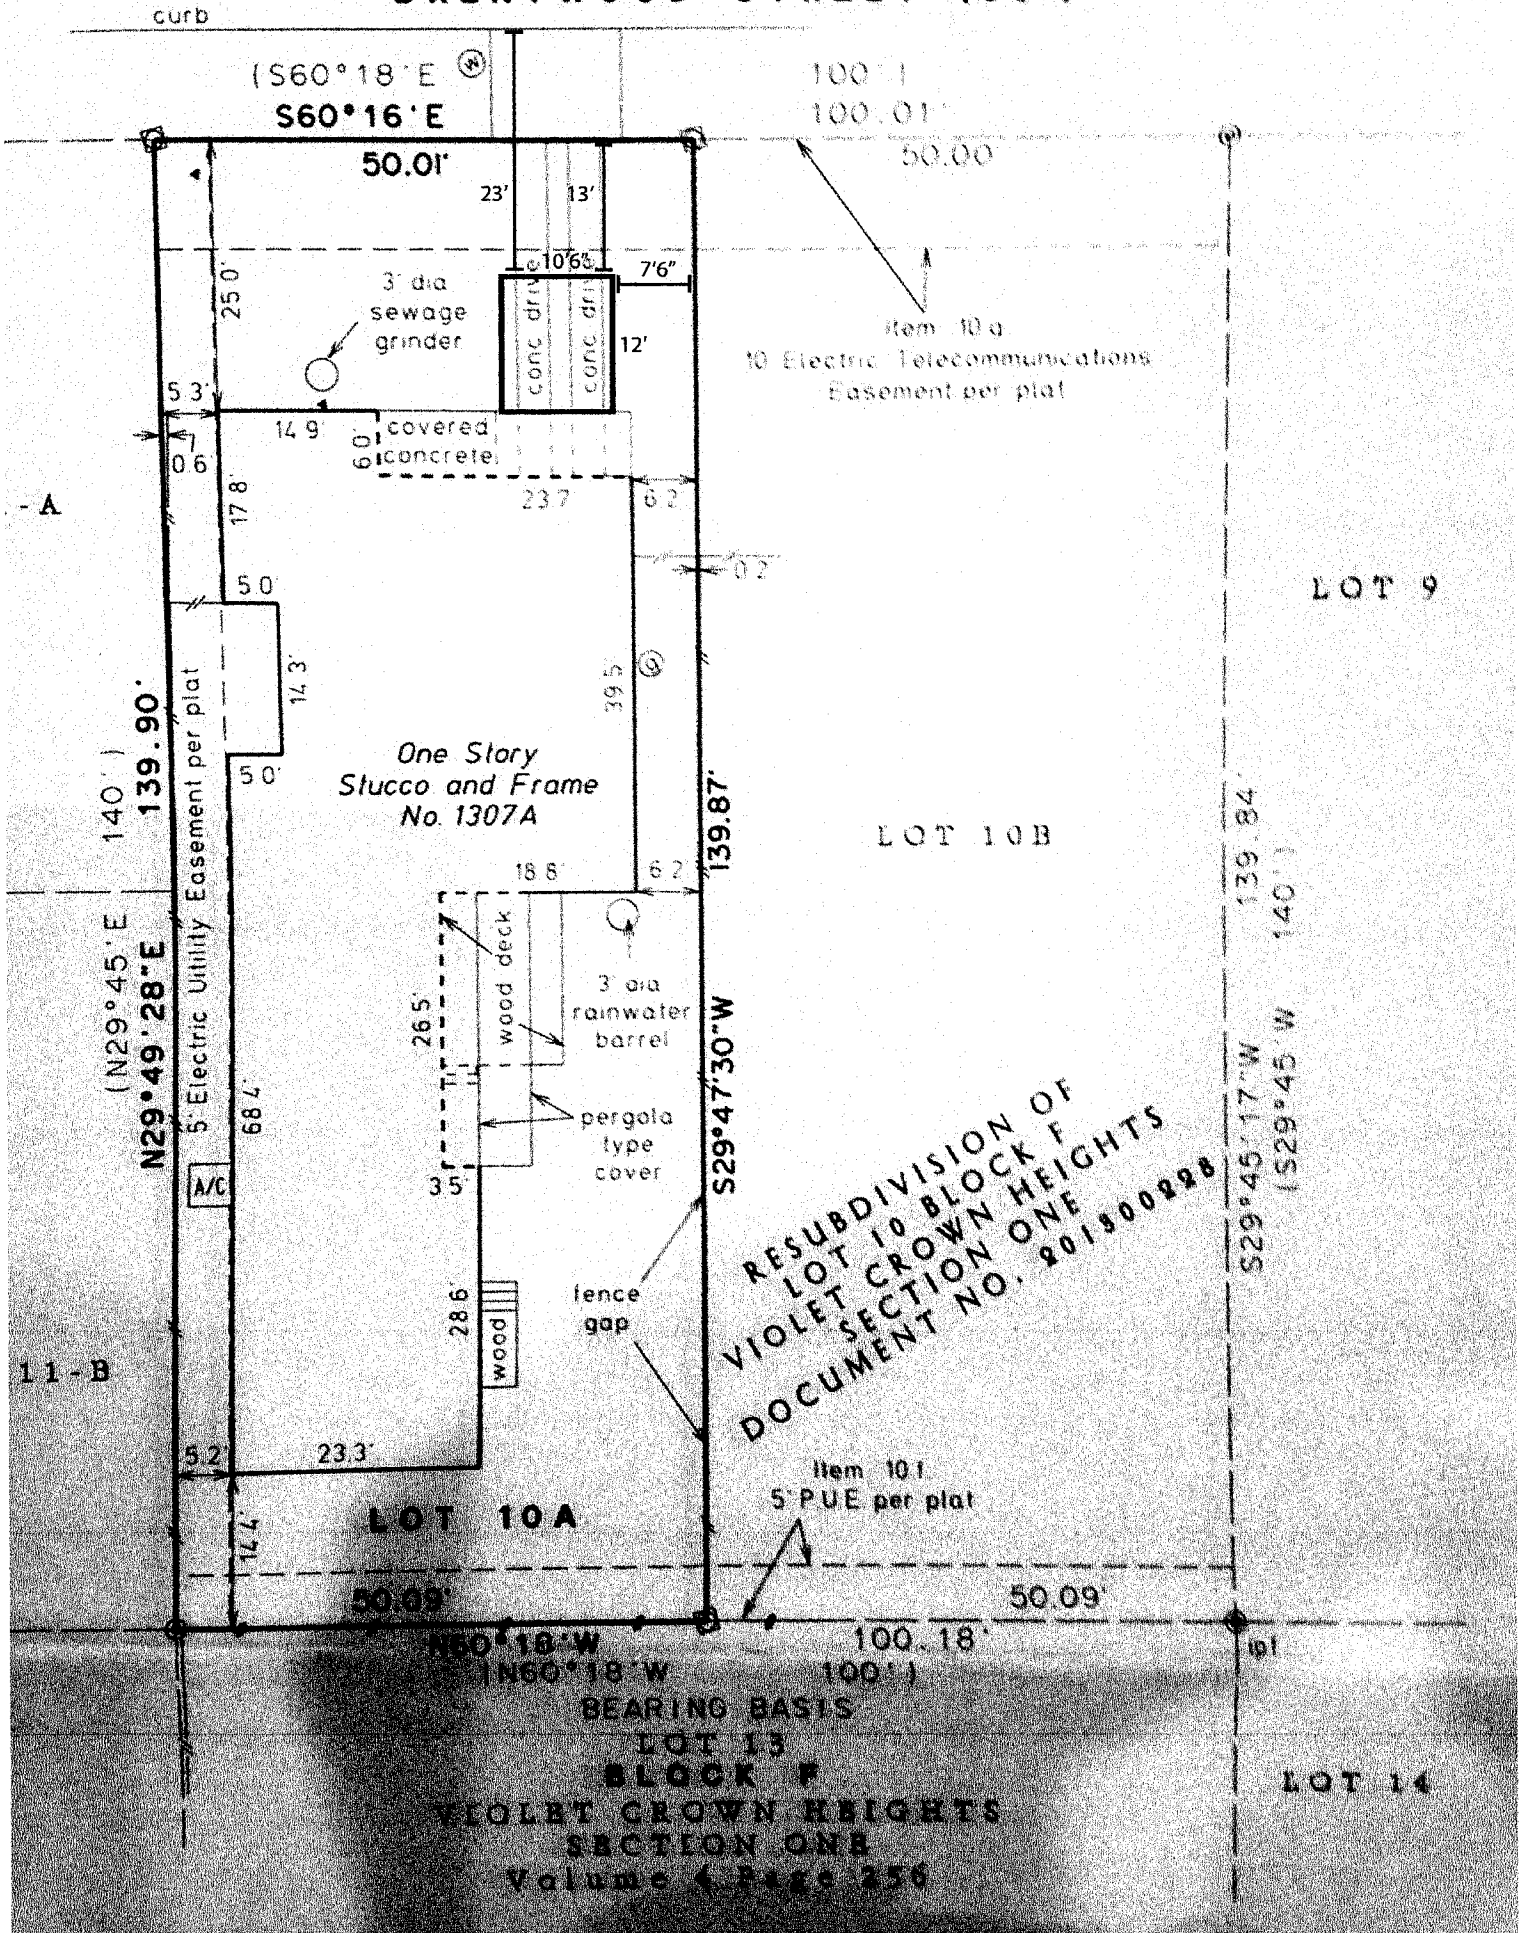 curb
(S60°18'E
W
100')
S60°16'E
100.01'
50.01'
50.00
23'
13'
10'6"
7'6"
25 0'
3' dia
sewage
grinder
conc drive
conc drive
12'
Item 10 g
10 Electric Telecommunications
Easement per plat
5 3'
14 9'
6 0'
covered
concrete
0 6'
17 8'
23 7
6 2
- A
0 2
5 0
LOT 9
14 3'
39 5
G
5' Electric Utility Easement per plat
139.90'
140')
5 0'
One Story
Stucco and Frame
No. 1307A
139.87'
LOT 10B
139.84'
140')
18 8'
6 2
(N29°45'E
N29°49'28"E
wood deck
26 5'
3' dia
rainwater
barrel
S29°47'30"W
68 4'
pergola
type
cover
A/C
3 5'
S29°45'17"W
(S29°45'W
RESUBDIVISION OF
LOT 10 BLOCK F
VIOLET CROWN HEIGHTS
SECTION ONE
DOCUMENT NO. 201300228
28 6'
wood
fence
gap
11-B
5.2'
23.3'
Item 10 f
5' P U E per plat
LOT 10A
14.4'
50.09'
50.09'
N60°18'W
100.18'
ipf
(N60°18'W
100')
BEARING BASIS
LOT 13
BLOCK F
VIOLET CROWN HEIGHTS
SECTION ONE
Volume 4 Page 256
LOT 14